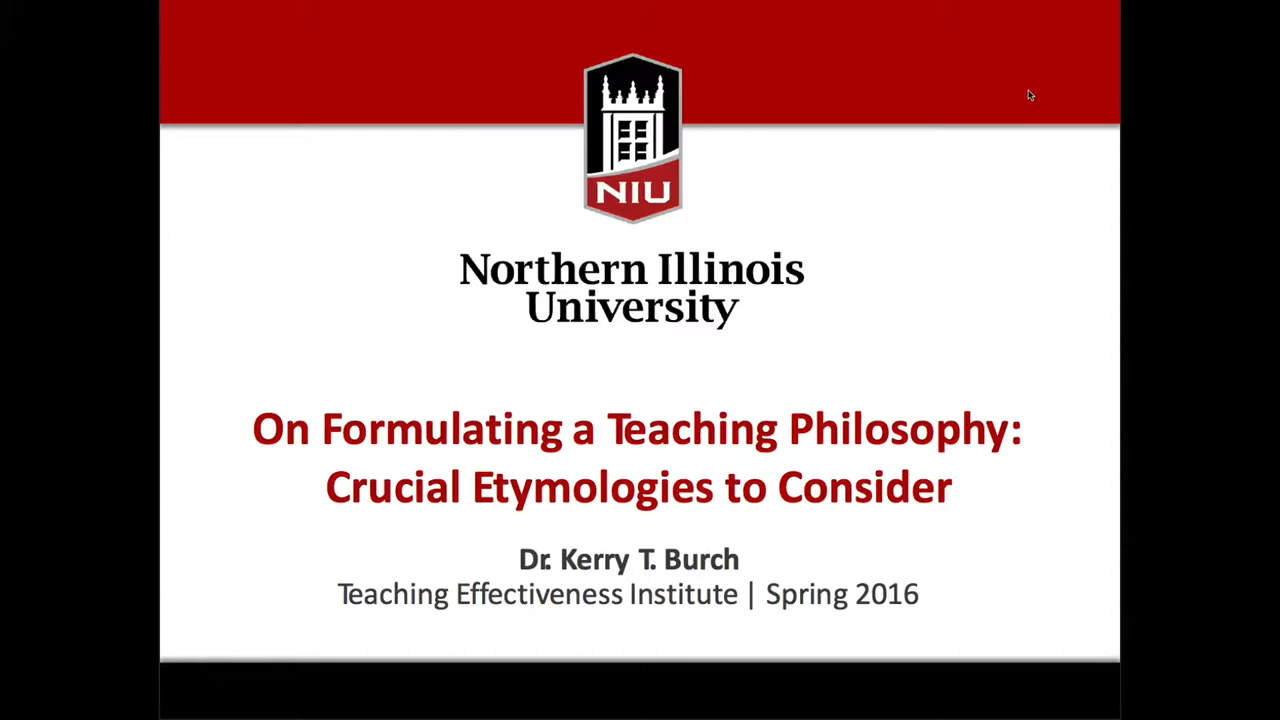 NIU
Northern Illinois
University
On Formulating a Teaching Philosophy:
Crucial Etymologies to Consider
Dr. Kerry T. Burch
Teaching Effectiveness Institute | Spring 2016